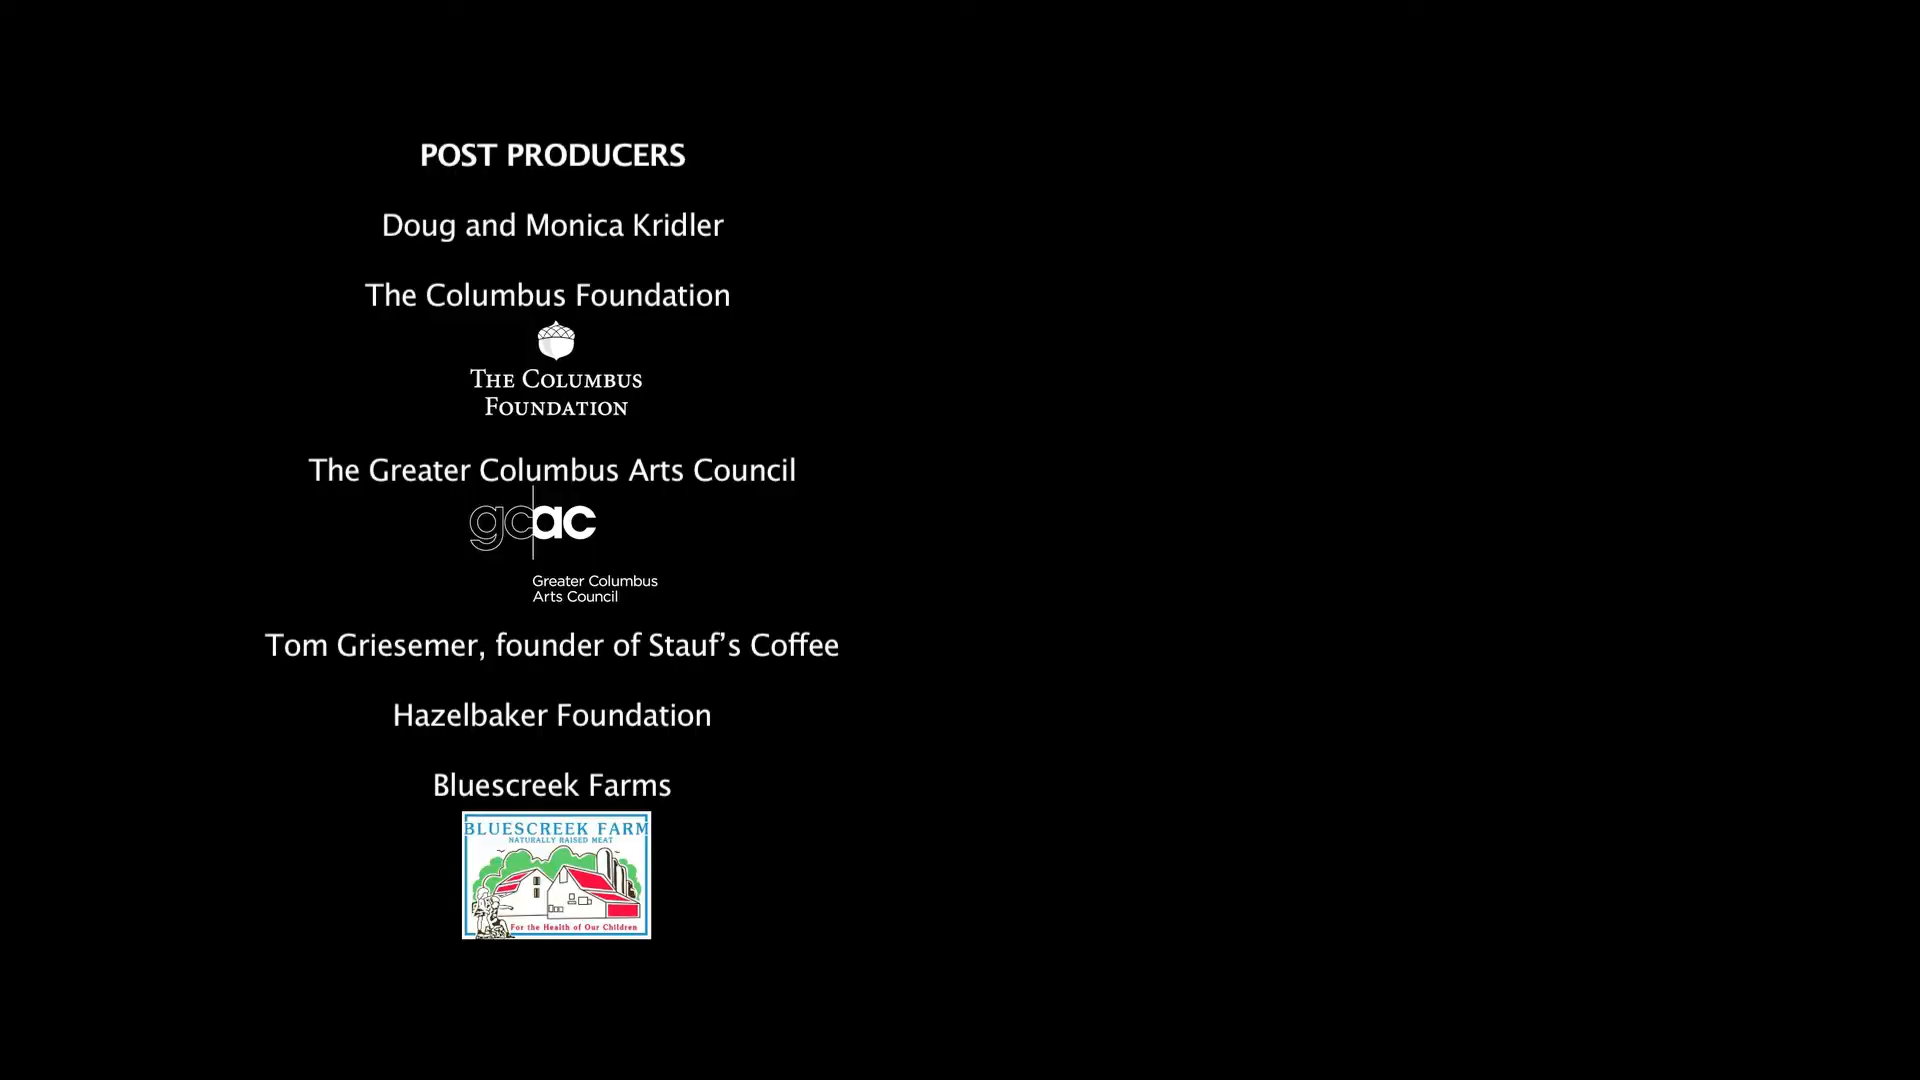 POST PRODUCERS
Doug and Monica Kridler
The Columbus Foundation
THE COLUMBUS
FOUNDATION
The Greater Columbus Arts Council
gcac
Greater Columbus
Arts Council
Tom Griesemer, founder of Stauf’s Coffee
Hazelbaker Foundation
Bluescreek Farms
BLUESCREEK FARM
NATURALLY RAISED MEAT
For the Health of Our Children